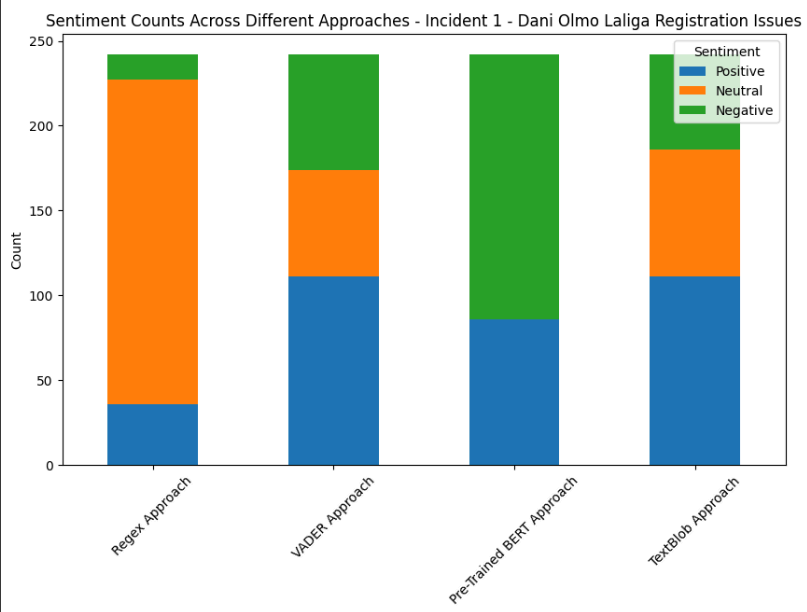 Sentiment Counts Across Different Approaches - Incident 1 - Dani Olmo Laliga Registration Issues
Sentiment
Positive
Neutral
Negative
250
200
150
100
50
0
Count
Regex Approach
VADER Approach
Pre-Trained BERT Approach
TextBlob Approach